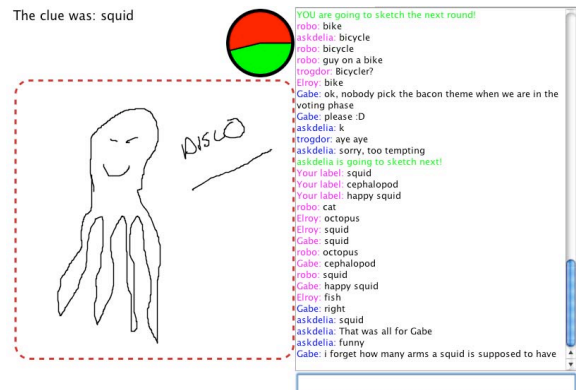 The clue was: squid
DISCO
YOU are going to sketch the next round!
robo: bike
askdelia: bicycle
robo: bicycle
robo: guy on a bike
trogdor: Bicycler?
Elroy: bike
Gabe: ok, nobody pick the bacon theme when we are in the
voting phase
Gabe: please :D
askdelia: k
trogdor: aye aye
askdelia: sorry, too tempting
askdelia is going to sketch next!
Your label: squid
Your label: cephalopod
Your label: happy squid
robo: cat
Elroy: octopus
Elroy: squid
Gabe: squid
robo: octopus
Gabe: cephalopod
robo: squid
Gabe: happy squid
Elroy: fish
Gabe: right
askdelia: squid
askdelia: That was all for Gabe
askdelia: funny
Gabe: i forget how many arms a squid is supposed to have